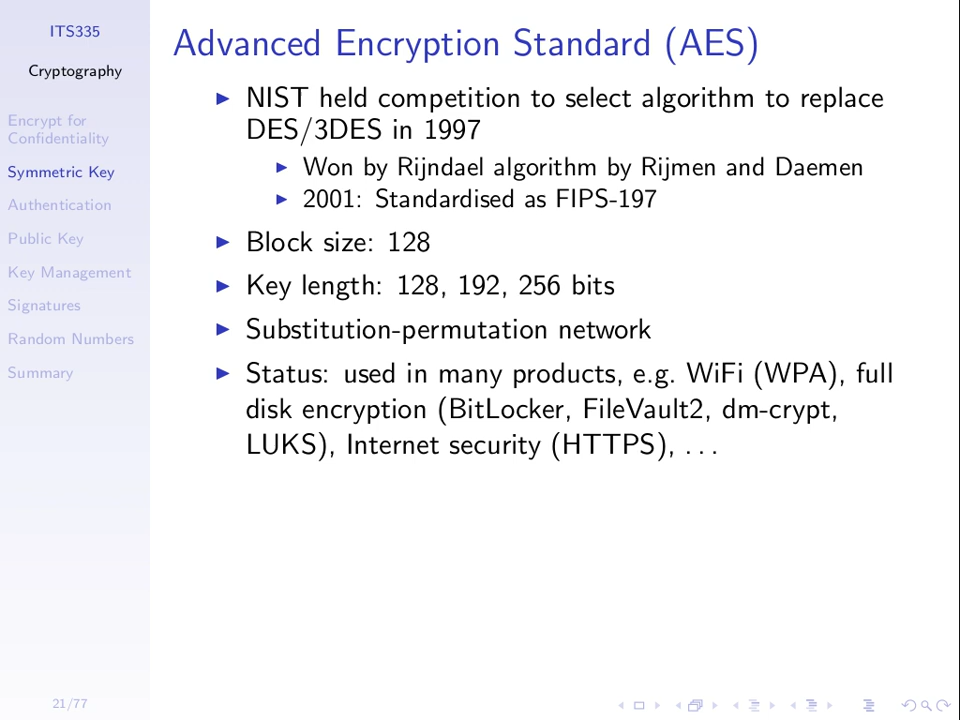 ITS335
Cryptography
Encrypt for
Confidentiality
Symmetric Key
Authentication
Public Key
Key Management
Signatures
Random Numbers
Summary
21/77
Advanced Encryption Standard (AES)
NIST held competition to select algorithm to replace
DES/3DES in 1997
Won by Rijndael algorithm by Rijmen and Daemen
2001: Standardised as FIPS-197
Block size: 128
Key length: 128, 192, 256 bits
Substitution-permutation network
Status: used in many products, e.g. WiFi (WPA), full
disk encryption (BitLocker, FileVault2, dm-crypt,
LUKS), Internet security (HTTPS), . . .